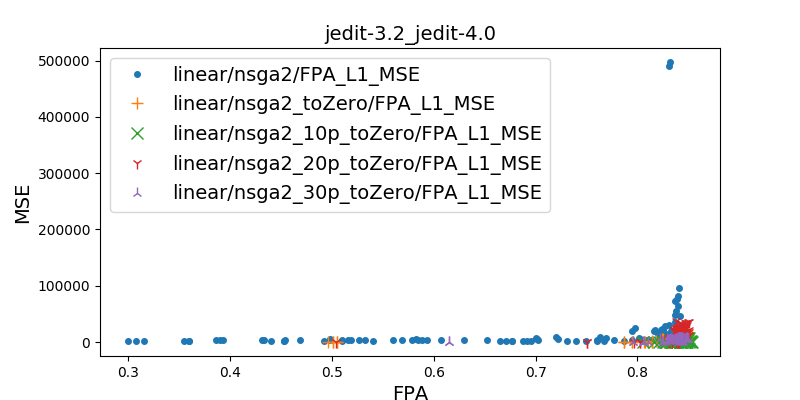 jedit-3.2_jedit-4.0
500000
400000
300000
200000
100000
0
MSE
linear/nsga2/FPA_L1_MSE
linear/nsga2_toZero/FPA_L1_MSE
linear/nsga2_10p_toZero/FPA_L1_MSE
linear/nsga2_20p_toZero/FPA_L1_MSE
linear/nsga2_30p_toZero/FPA_L1_MSE
0.3 0.4 0.5 0.6 0.7 0.8
FPA